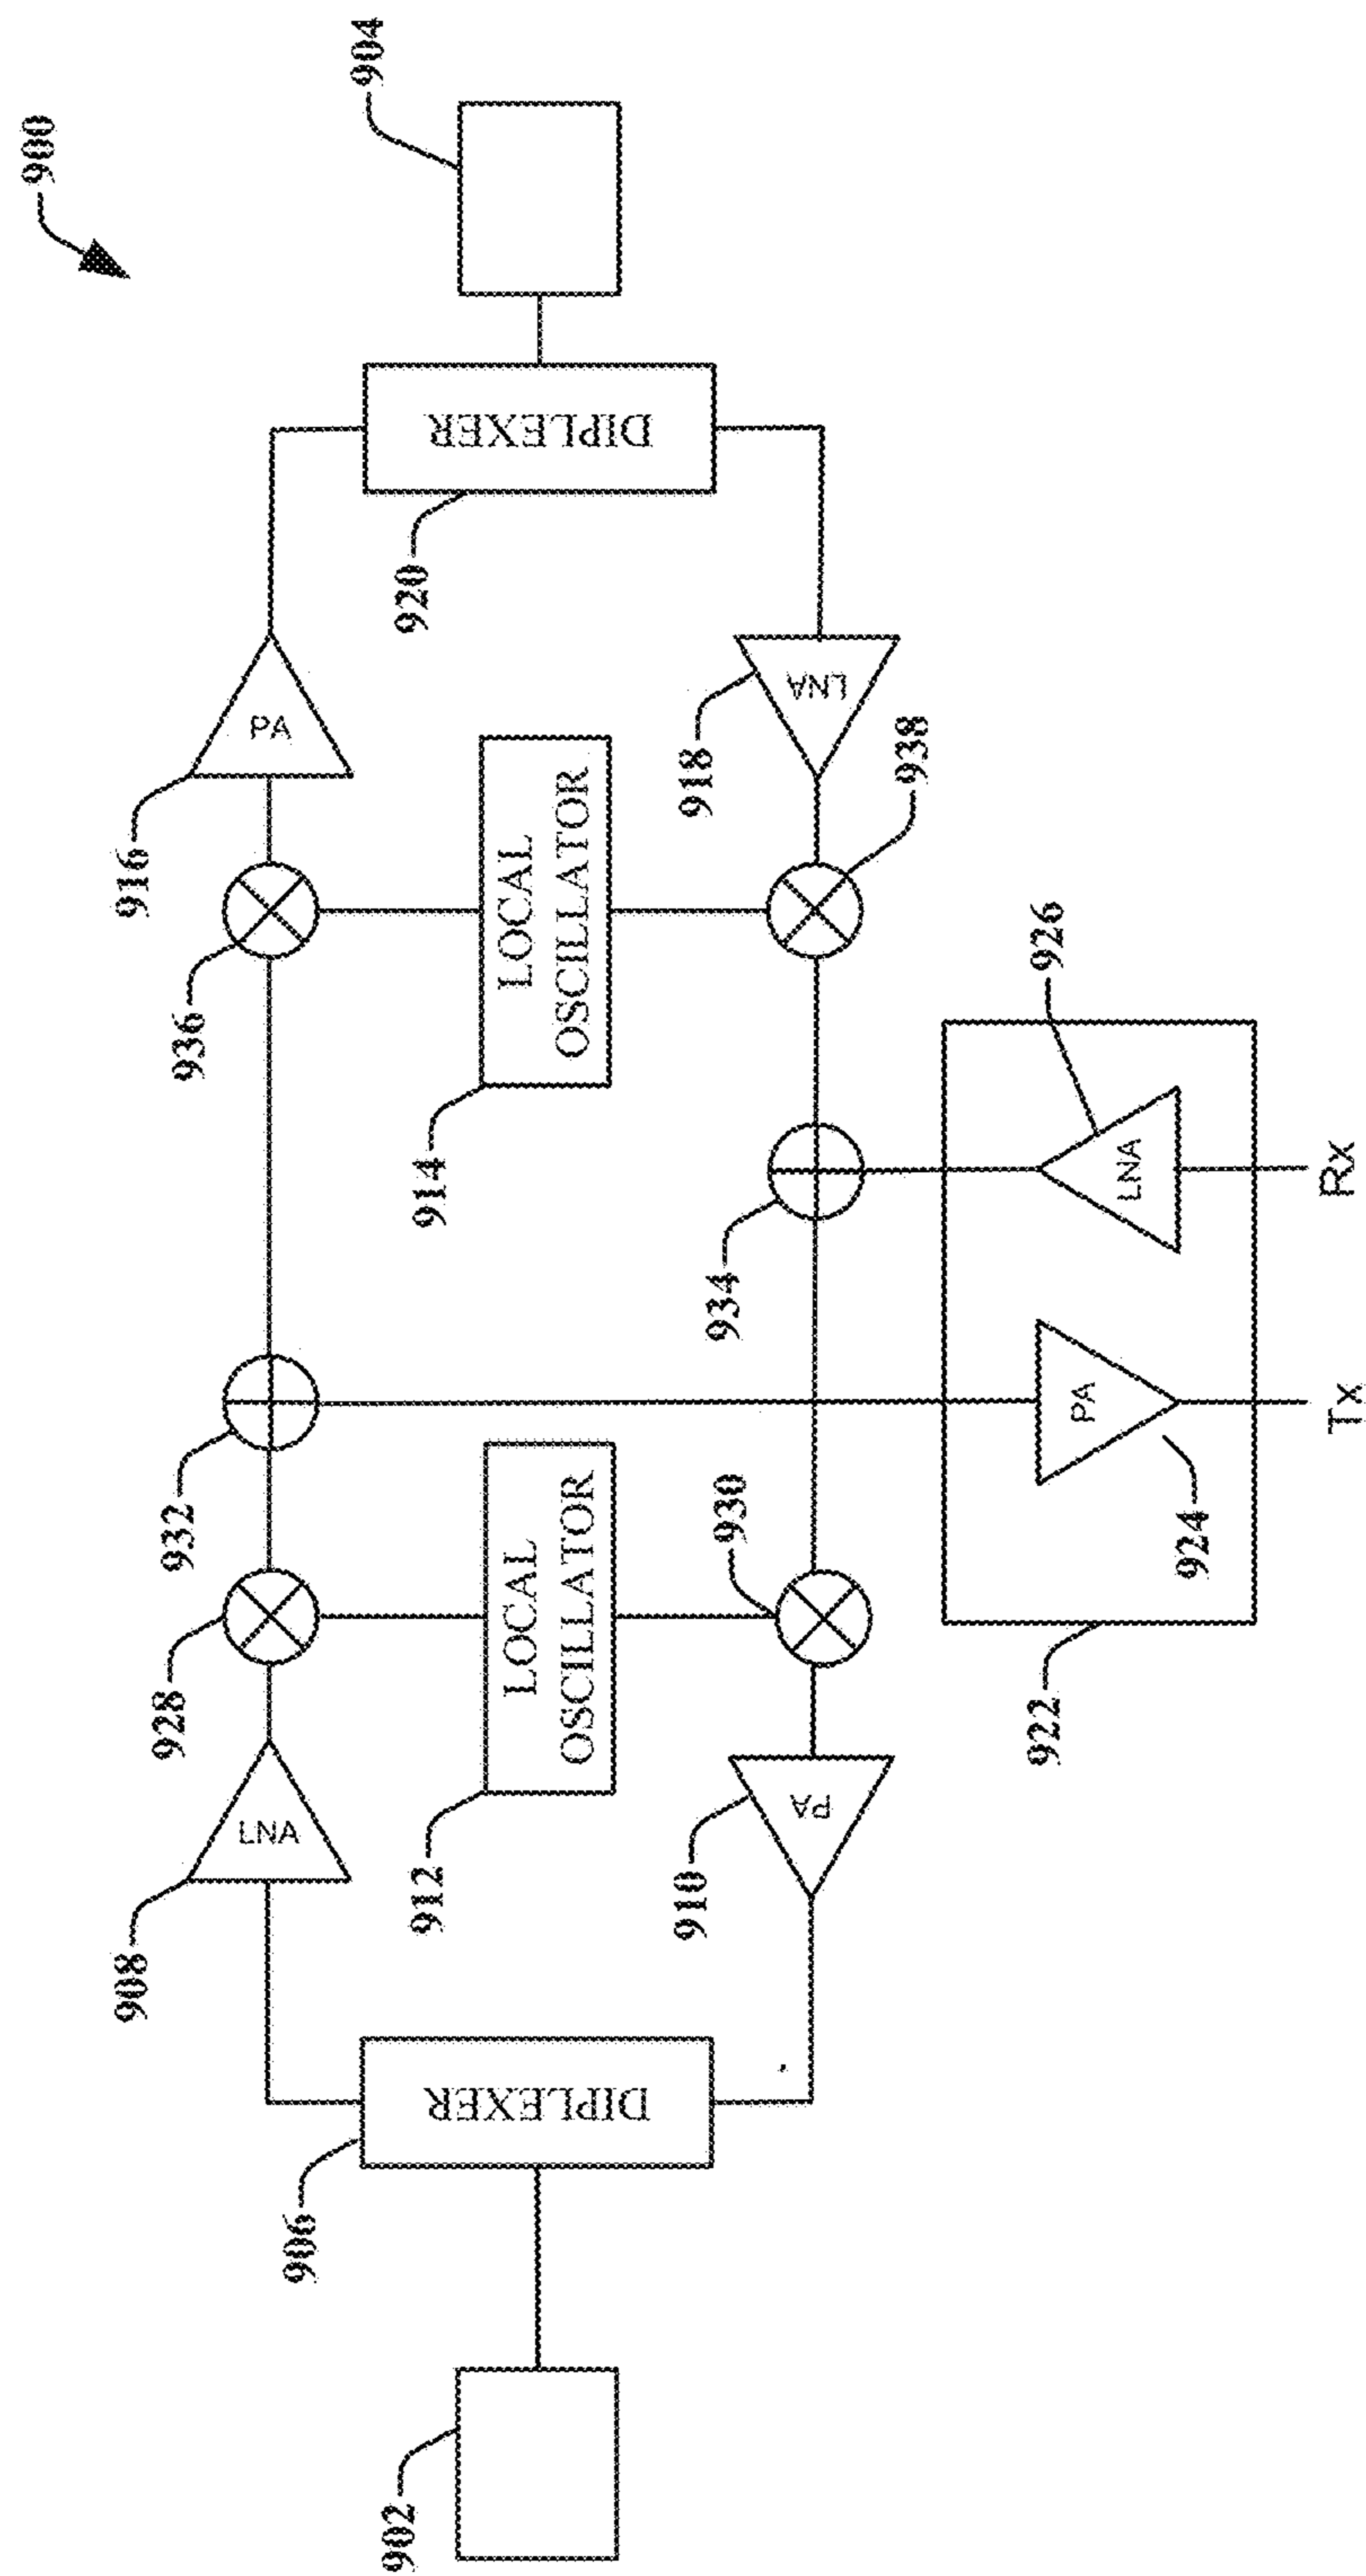 900
904
916
PA
920
DIPLEXER
936
914
LOCAL
OSCILLATOR
918
LNA
938
932
934
926
LNA
Rx
928
912
LOCAL
OSCILLATOR
930
PA
924
Tx
922
908
LNA
910
PA
906
DIPLEXER
902